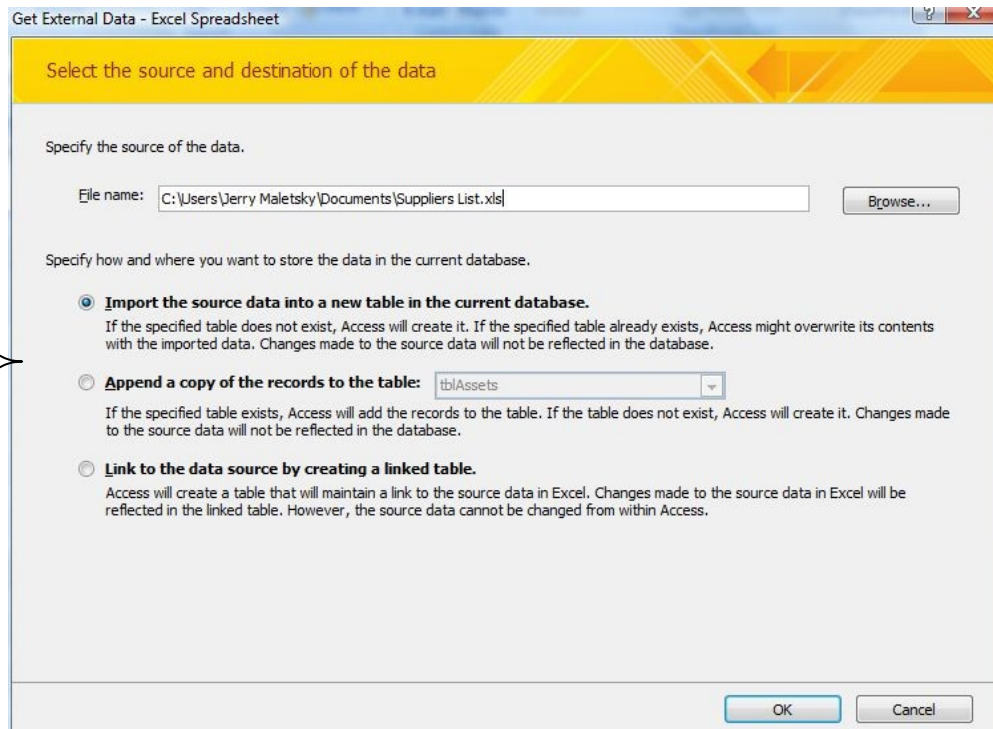 Get External Data - Excel Spreadsheet
Select the source and destination of the data
Specify the source of the data.
File name: C:\Users\Jerry Maletsky\Documents\Suppliers List.xls Browse...
Specify how and where you want to store the data in the current database.
Import the source data into a new table in the current database.
If the specified table does not exist, Access will create it. If the specified table already exists, Access might overwrite its contents
with the imported data. Changes made to the source data will not be reflected in the database.
Append a copy of the records to the table: tblAssets
If the specified table exists, Access will add the records to the table. If the table does not exist, Access will create it. Changes made
to the source data will not be reflected in the database.
Link to the data source by creating a linked table.
Access will create a table that will maintain a link to the source data in Excel. Changes made to the source data in Excel will be
reflected in the linked table. However, the source data cannot be changed from within Access.
OK Cancel